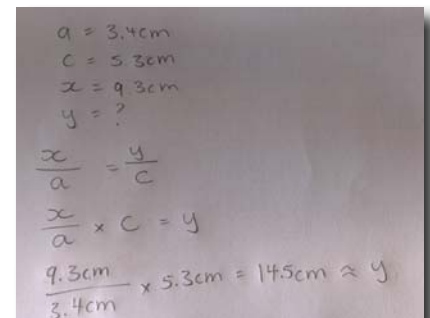 a = 3.4cm
c = 5.3cm
x = 9.3cm
y = ?
x/a = y/c
x/a × c = y
9.3cm/3.4cm × 5.3cm = 14.5cm ≈ y